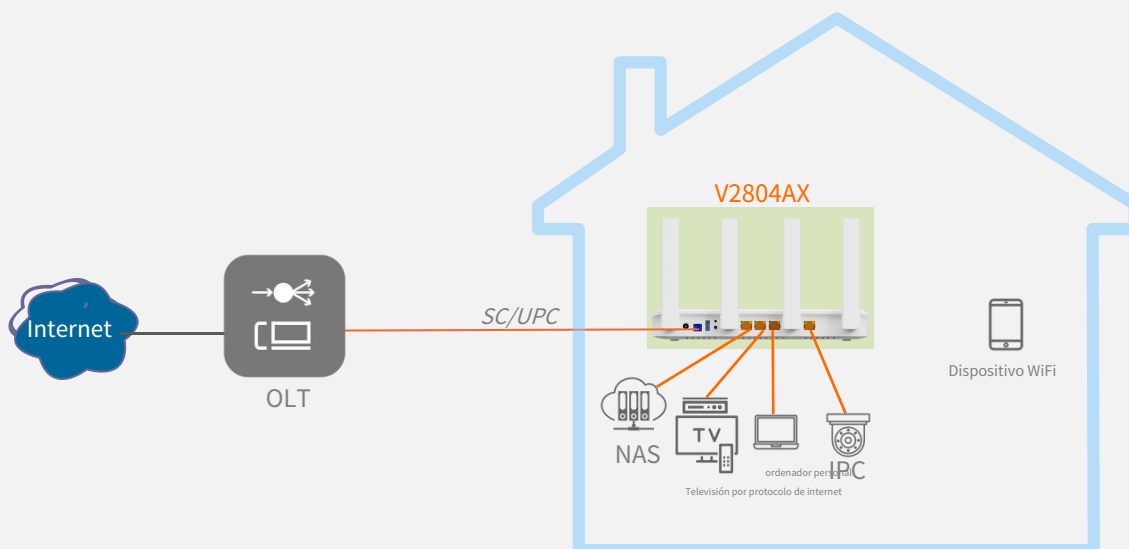 V2804AX
SC/UPC
Internet
OLT
Dispositivo WiFi
TV
NAS
IPC
ordenador personal
Televisión por protocolo de internet